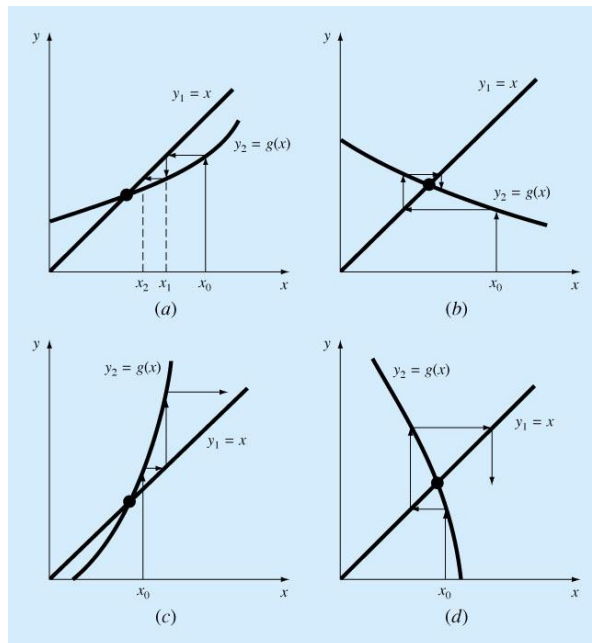 y
y₁ = x
y₂ = g(x)
x₂
x₁
x₀
x
(a)
y
y₁ = x
y₂ = g(x)
x₀
x
(b)
y
y₂ = g(x)
y₁ = x
x₀
x
(c)
y
y₂ = g(x)
y₁ = x
x₀
x
(d)